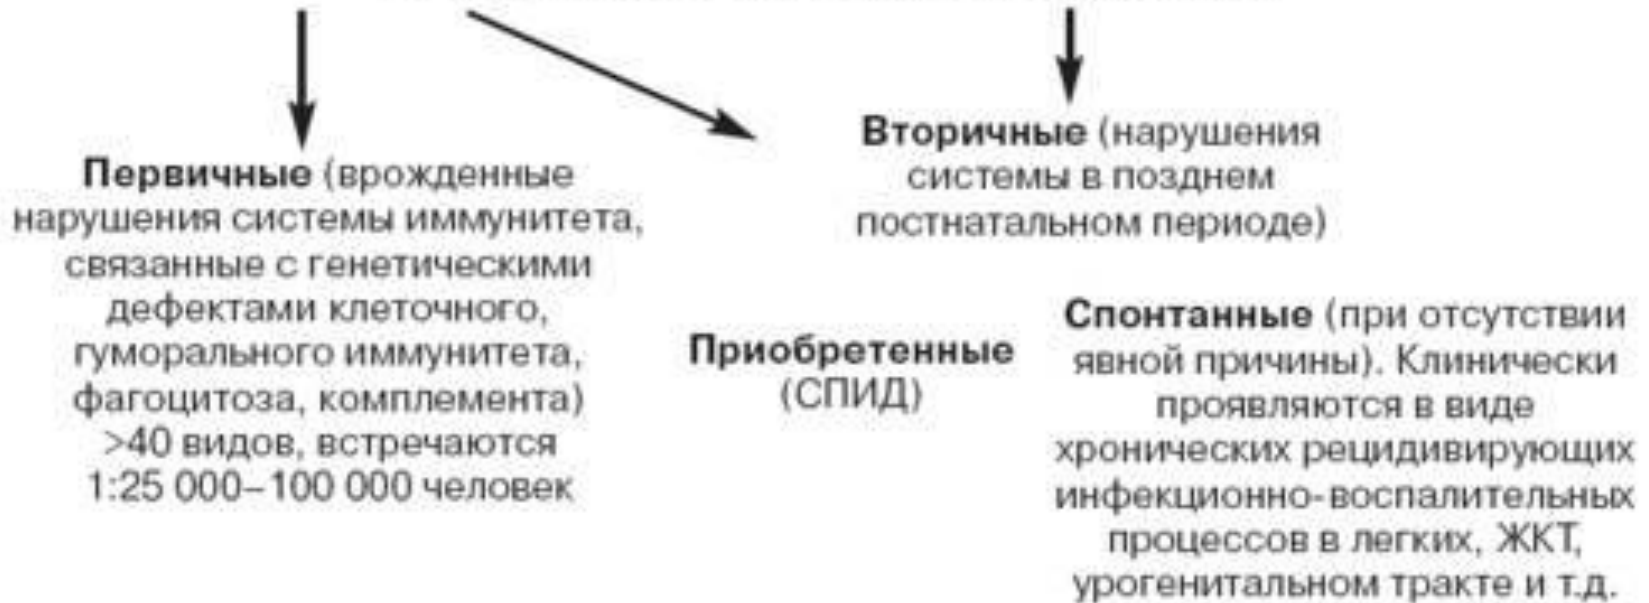 Первичные (врожденные
нарушения системы иммунитета,
связанные с генетическими
дефектами клеточного,
гуморального иммунитета,
фагоцитоза, комплемента)
>40 видов, встречаются
1:25 000–100 000 человек
Вторичные (нарушения
системы в позднем
постнатальном периоде)
Приобретенные
(СПИД)
Спонтанные (при отсутствии
явной причины). Клинически
проявляются в виде
хронических рецидивирующих
инфекционно-воспалительных
процессов в легких, ЖКТ,
урогенитальном тракте и т.д.